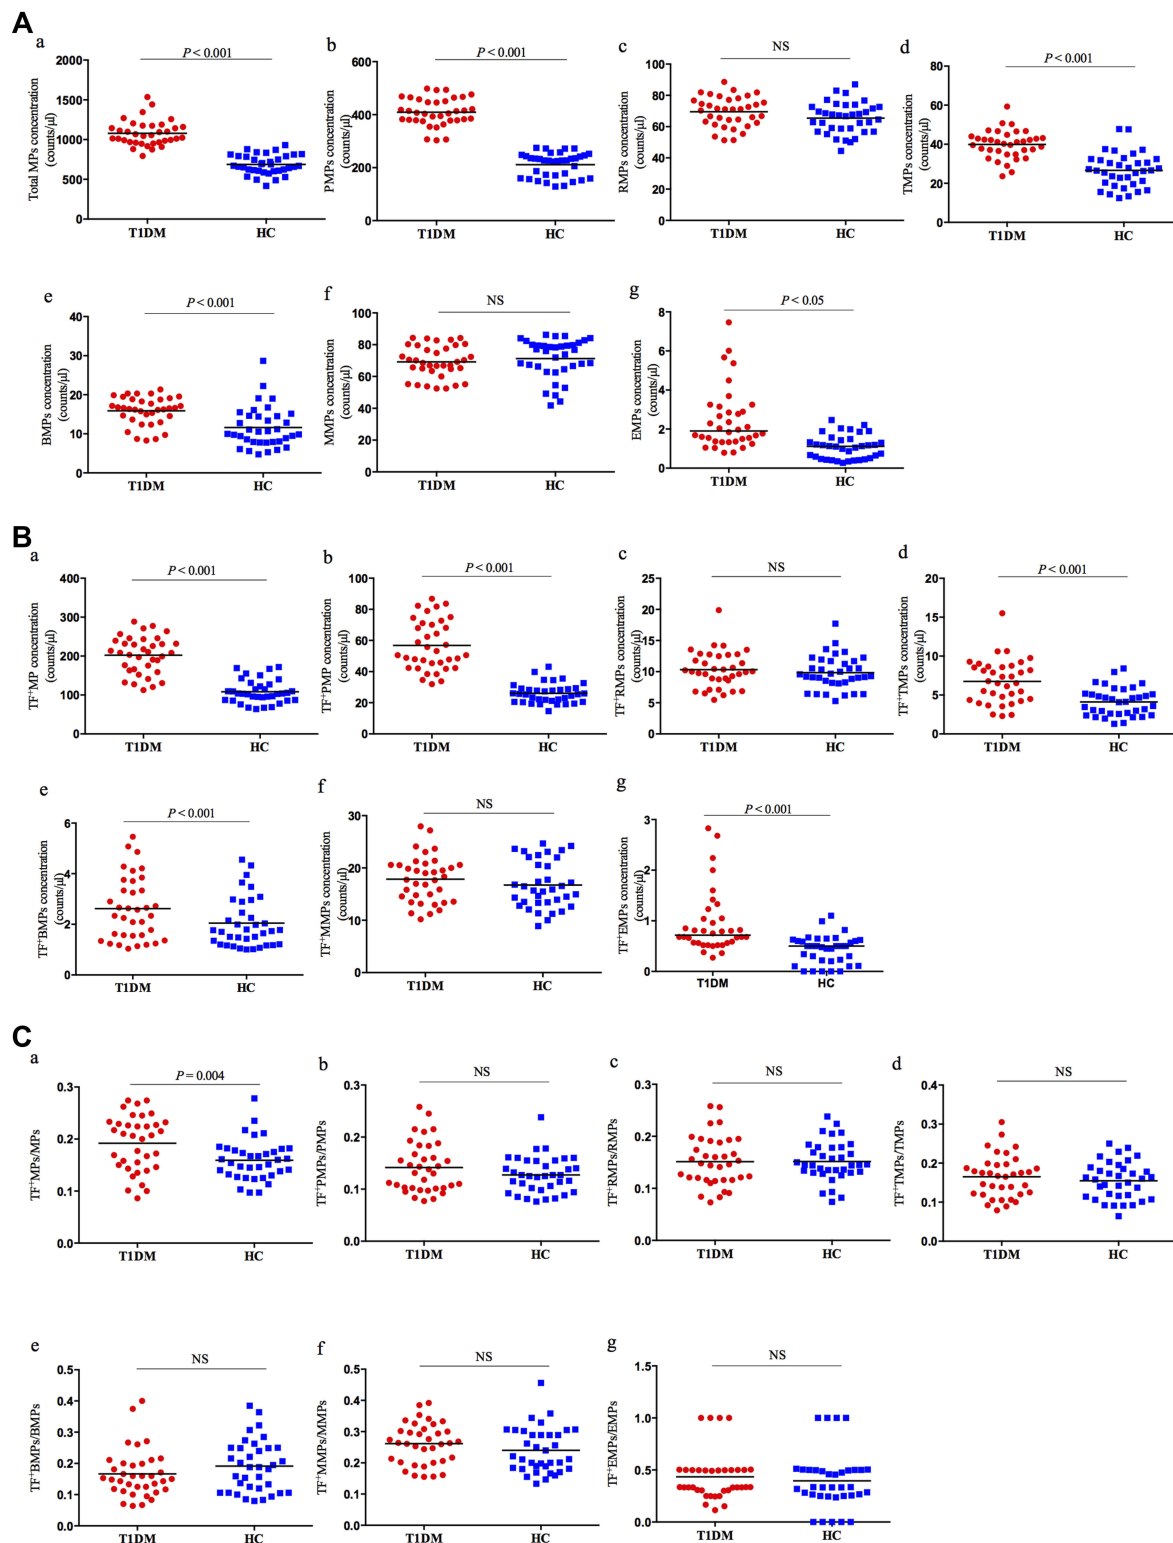 A
a
P < 0.001
Total MPs concentration
(counts/µl)
2000
1500
1000
500
0
T1DM
HC
b
P < 0.001
PMPs concentration
(counts/µl)
600
400
200
0
T1DM
HC
c
NS
RMPs concentration
(counts/µl)
100
80
60
40
20
0
T1DM
HC
d
P < 0.001
TMPs concentration
(counts/µl)
80
60
40
20
0
T1DM
HC
e
P < 0.001
BMPs concentration
(counts/µl)
40
30
20
10
0
T1DM
HC
f
NS
MMPs concentration
(counts/µl)
100
80
60
40
20
0
T1DM
HC
g
P < 0.05
EMPs concentration
(counts/µl)
8
6
4
2
0
T1DM
HC
B
a
P < 0.001
TF+MP concentration
(counts/µl)
400
300
200
100
0
T1DM
HC
b
P < 0.001
TF+PMP concentration
(counts/µl)
100
80
60
40
20
0
T1DM
HC
c
NS
TF+RMPs concentration
(counts/µl)
25
20
15
10
5
0
T1DM
HC
d
P < 0.001
TF+TMPs concentration
(counts/µl)
20
15
10
5
0
T1DM
HC
e
P < 0.001
TF+BMPs concentration
(counts/µl)
6
4
2
0
T1DM
HC
f
NS
TF+MMPs concentration
(counts/µl)
30
20
10
0
T1DM
HC
g
P < 0.001
TF+EMPs concentration
(counts/µl)
3
2
1
0
T1DM
HC
C
a
P = 0.004
TF+MPs/MPs
0.3
0.2
0.1
0.0
T1DM
HC
b
NS
TF+PMPs/PMPs
0.3
0.2
0.1
0.0
T1DM
HC
c
NS
TF+RMPs/RMPs
0.3
0.2
0.1
0.0
T1DM
HC
d
NS
TF+TMPs/TMPs
0.4
0.3
0.2
0.1
0.0
T1DM
HC
e
NS
TF+BMPs/BMPs
0.5
0.4
0.3
0.2
0.1
0.0
T1DM
HC
f
NS
TF+MMPs/MMPs
0.5
0.4
0.3
0.2
0.1
0.0
T1DM
HC
g
NS
TF+EMPs/EMPs
1.5
1.0
0.5
0.0
T1DM
HC